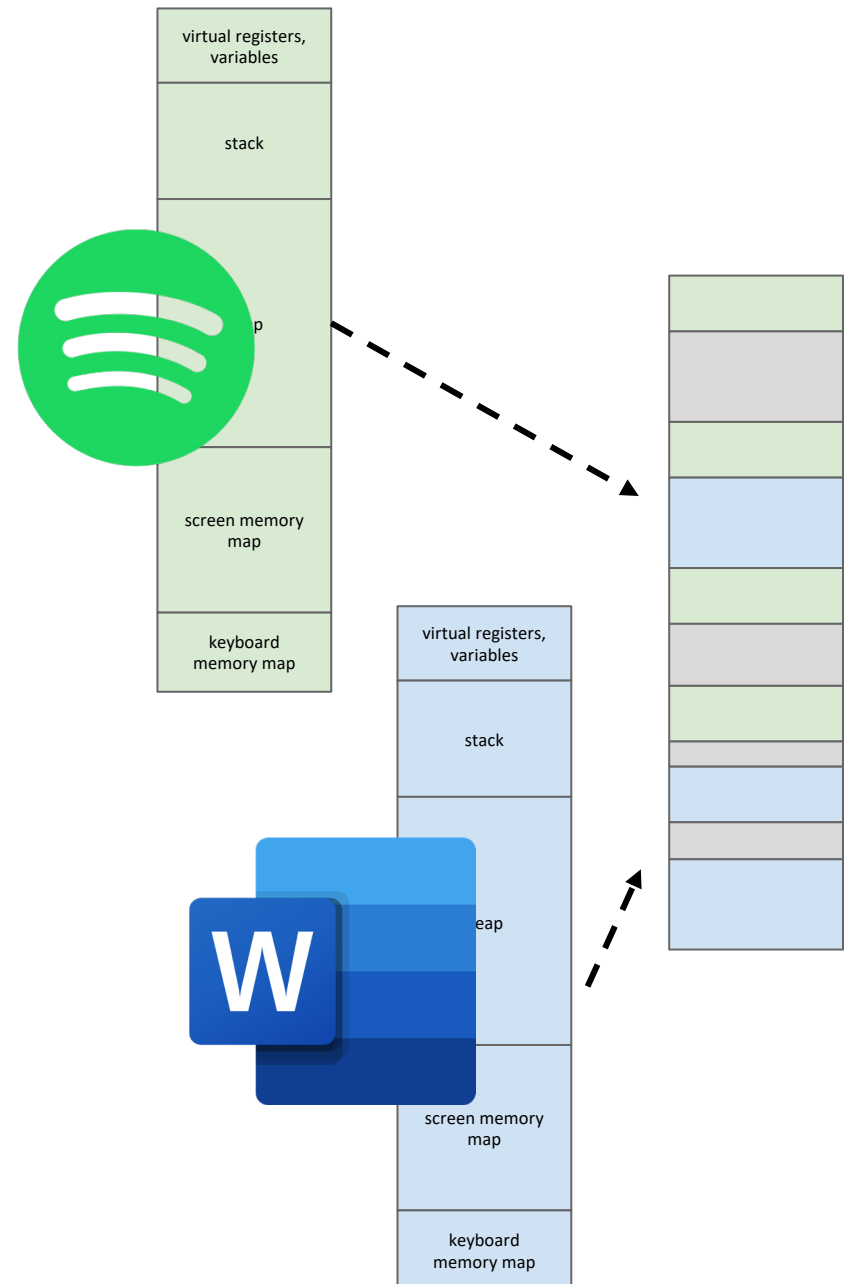 virtual registers,
variables
stack
p
screen memory
map
keyboard
memory map
virtual registers,
variables
stack
eap
W
screen memory
map
keyboard
memory map